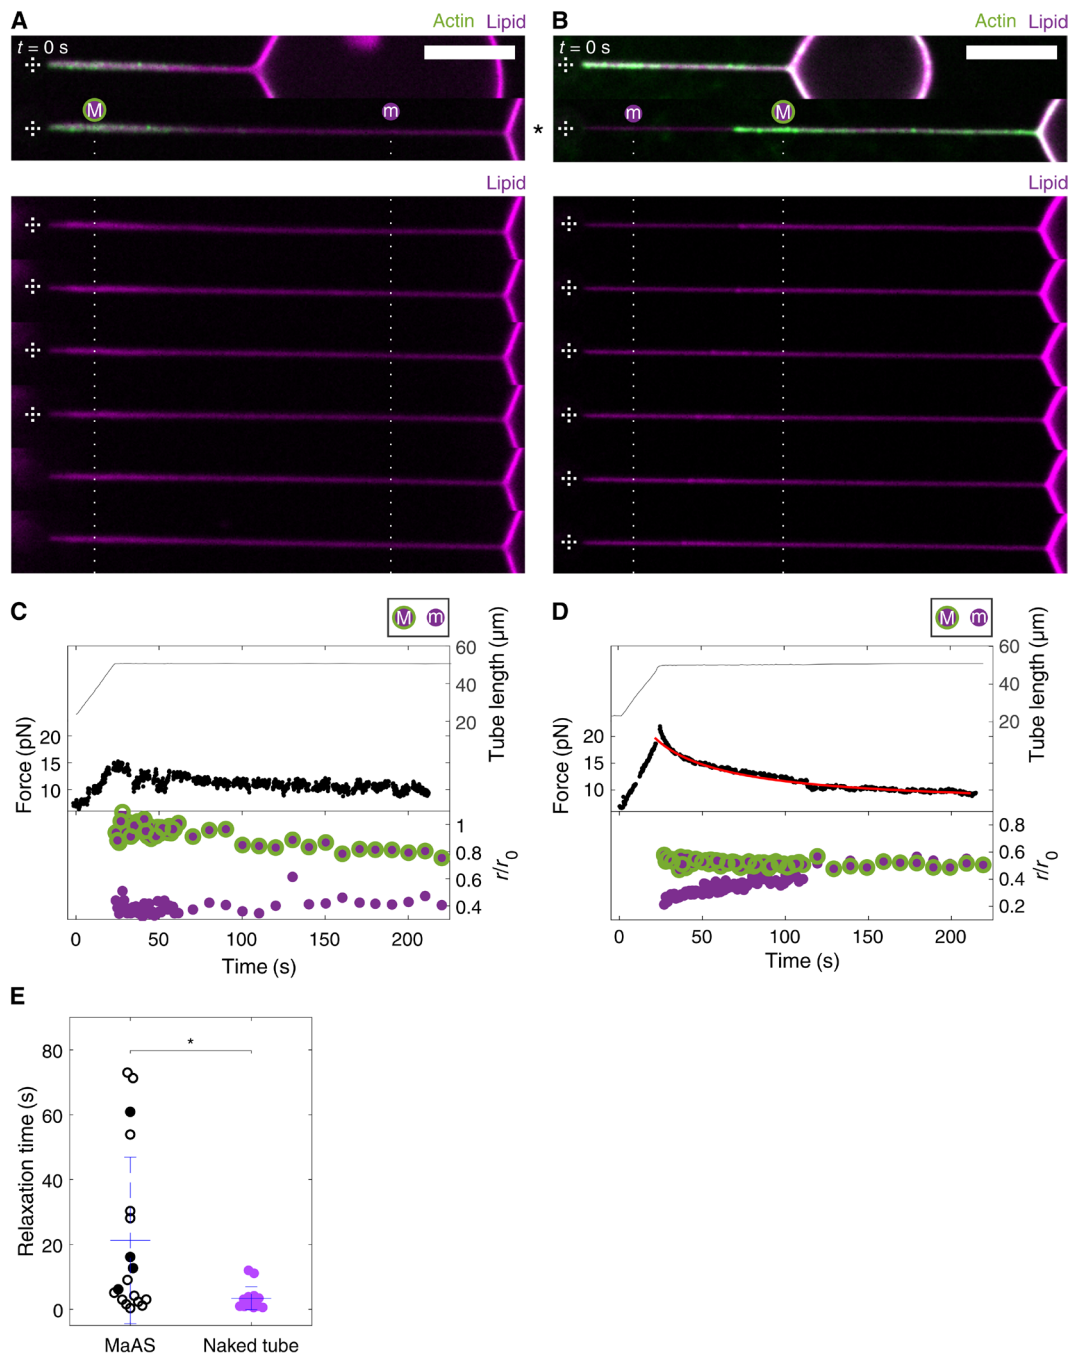 A
Actin Lipid
t = 0 s
M
m
Lipid
B
Actin Lipid
t = 0 s
*
m
M
Lipid
C
M m
Force (pN)
20
15
10
60
40
20
Tube length (µm)
1
0.8
0.6
0.4
r/r0
0 50 100 150 200
Time (s)
D
M m
Force (pN)
20
15
10
60
40
20
Tube length (µm)
0.8
0.6
0.4
0.2
r/r0
0 50 100 150 200
Time (s)
E
Relaxation time (s)
80
60
40
20
0
*
MaAS Naked tube